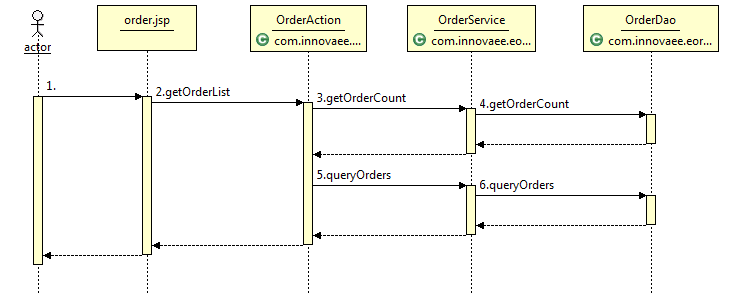 order.jsp
OrderAction
OrderService
OrderDao
C com.innovaee....
C com.innovaee.eo...
C com.innovaee.eor...
actor
1.
2.getOrderList
3.getOrderCount
4.getOrderCount
5.queryOrders
6.queryOrders